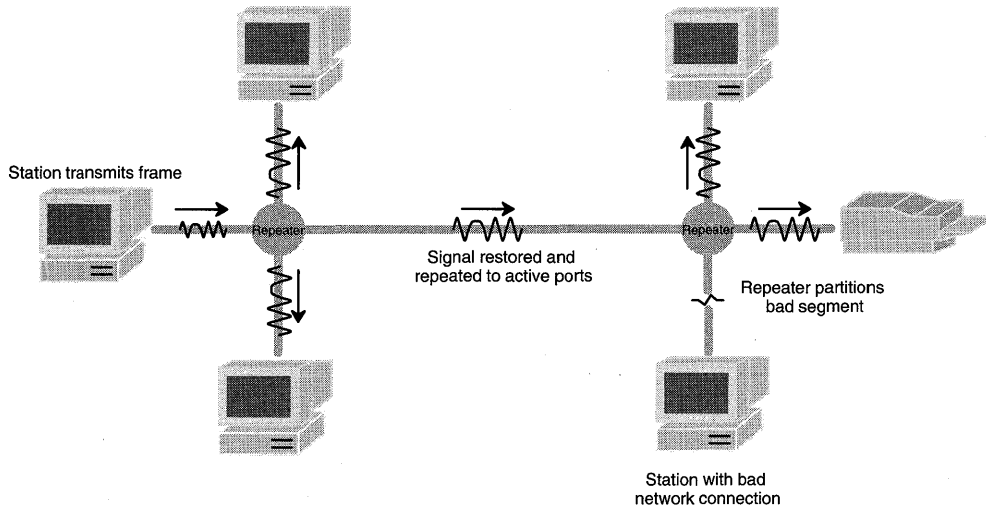 Station transmits frame
Repeater
Repeater
Signal restored and
repeated to active ports
Repeater partitions
bad segment
Station with bad
network connection